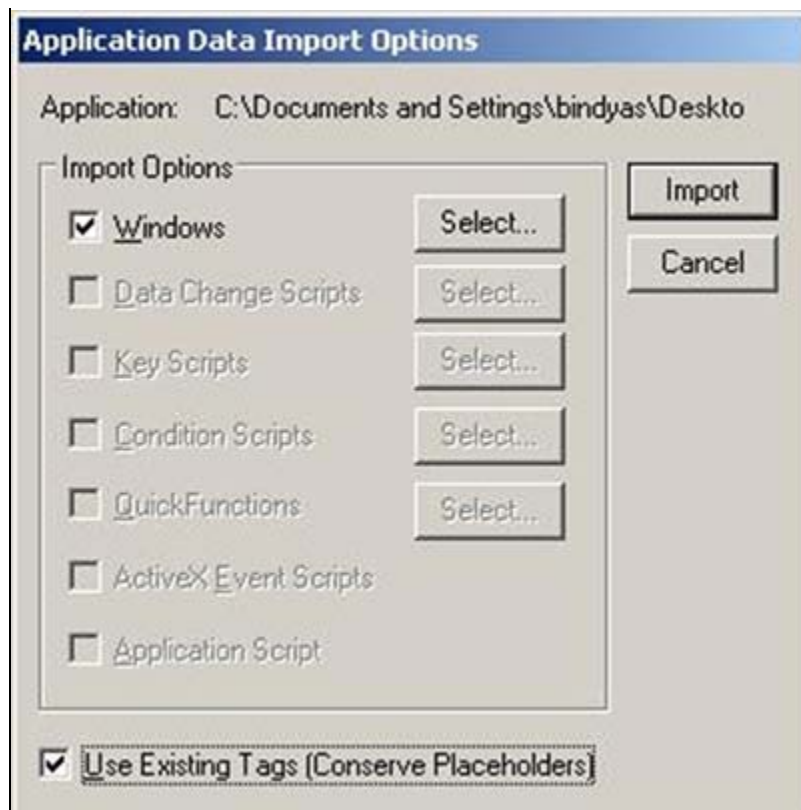 Application Data Import Options
Application: C:\Documents and Settings\bindyas\Deskto
Import Options
Windows Select...
Data Change Scripts Select...
Key Scripts Select...
Condition Scripts Select...
QuickFunctions Select...
ActiveX Event Scripts
Application Script
Import
Cancel
Use Existing Tags (Conserve Placeholders)